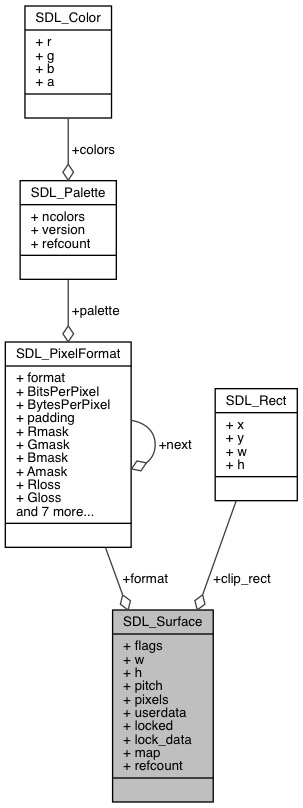 SDL_Color
+ r
+ g
+ b
+ a
+colors
SDL_Palette
+ ncolors
+ version
+ refcount
+palette
SDL_PixelFormat
+ format
+ BitsPerPixel
+ BytesPerPixel
+ padding
+ Rmask
+ Gmask
+ Bmask
+ Amask
+ Rloss
+ Gloss
and 7 more...
+next
SDL_Rect
+ x
+ y
+ w
+ h
+format
+clip_rect
SDL_Surface
+ flags
+ w
+ h
+ pitch
+ pixels
+ userdata
+ locked
+ lock_data
+ map
+ refcount